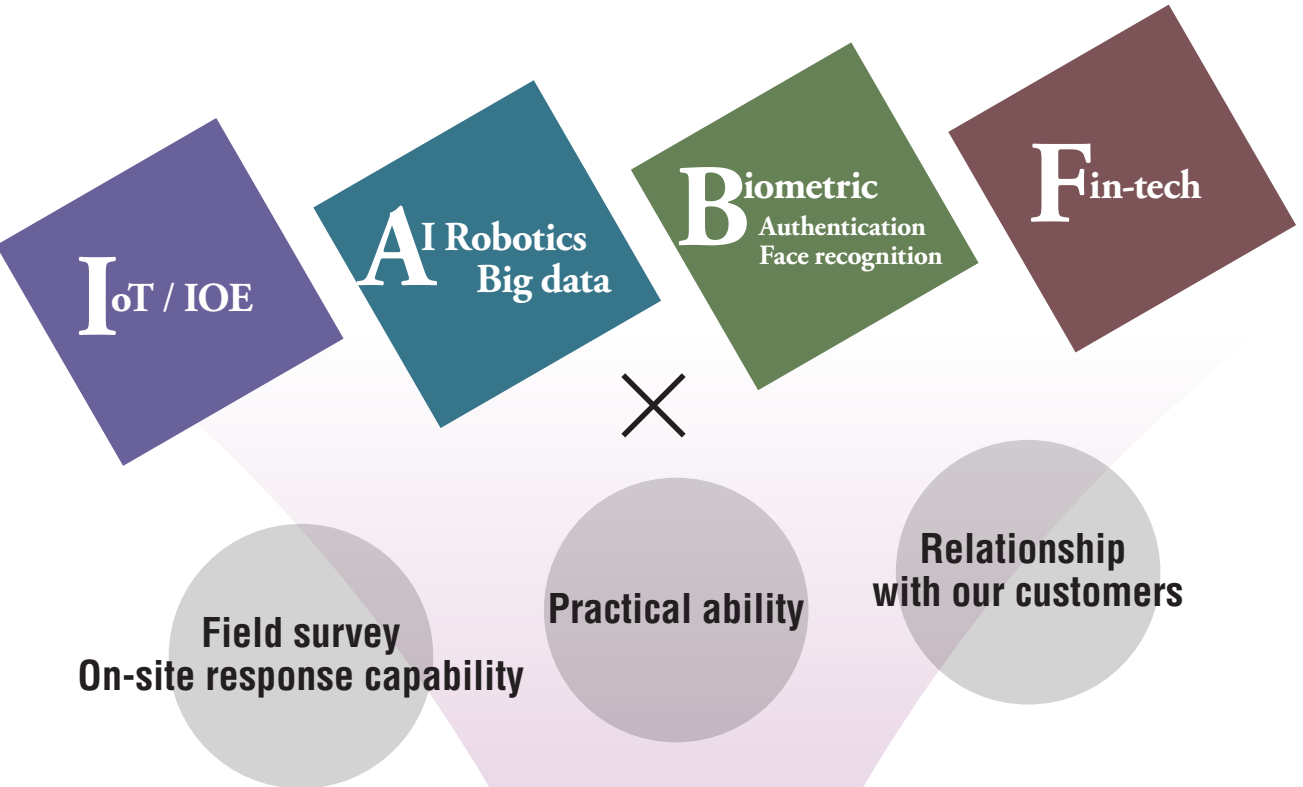 IoT / IOE
AI Robotics
Big data
Biometric
Authentication
Face recognition
Fin-tech
×
Field survey
On-site response capability
Practical ability
Relationship
with our customers